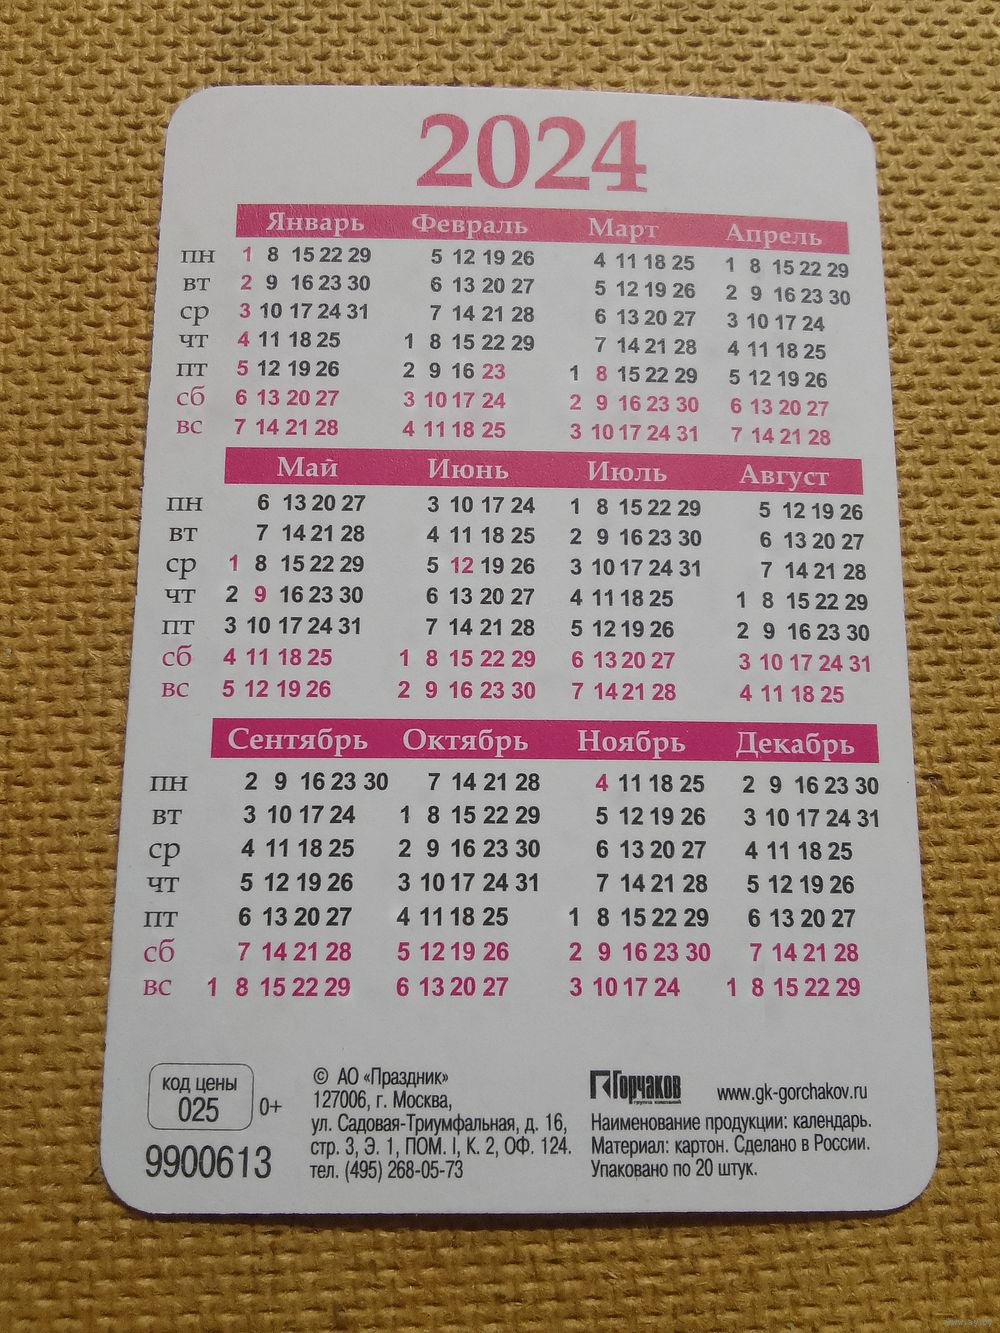 2024
Январь Февраль Март Апрель
пн 1 8 15 22 29 5 12 19 26 4 11 18 25 1 8 15 22 29
вт 2 9 16 23 30 6 13 20 27 5 12 19 26 2 9 16 23 30
ср 3 10 17 24 31 7 14 21 28 6 13 20 27 3 10 17 24
чт 4 11 18 25 1 8 15 22 29 7 14 21 28 4 11 18 25
пт 5 12 19 26 2 9 16 23 1 8 15 22 29 5 12 19 26
сб 6 13 20 27 3 10 17 24 2 9 16 23 30 6 13 20 27
вс 7 14 21 28 4 11 18 25 3 10 17 24 31 7 14 21 28
Май Июнь Июль Август
пн 6 13 20 27 3 10 17 24 1 8 15 22 29 5 12 19 26
вт 7 14 21 28 4 11 18 25 2 9 16 23 30 6 13 20 27
ср 1 8 15 22 29 5 12 19 26 3 10 17 24 31 7 14 21 28
чт 2 9 16 23 30 6 13 20 27 4 11 18 25 1 8 15 22 29
пт 3 10 17 24 31 7 14 21 28 5 12 19 26 2 9 16 23 30
сб 4 11 18 25 1 8 15 22 29 6 13 20 27 3 10 17 24 31
вс 5 12 19 26 2 9 16 23 30 7 14 21 28 4 11 18 25
Сентябрь Октябрь Ноябрь Декабрь
пн 2 9 16 23 30 7 14 21 28 4 11 18 25 2 9 16 23 30
вт 3 10 17 24 1 8 15 22 29 5 12 19 26 3 10 17 24 31
ср 4 11 18 25 2 9 16 23 30 6 13 20 27 4 11 18 25
чт 5 12 19 26 3 10 17 24 31 7 14 21 28 5 12 19 26
пт 6 13 20 27 4 11 18 25 1 8 15 22 29 6 13 20 27
сб 7 14 21 28 5 12 19 26 2 9 16 23 30 7 14 21 28
вс 1 8 15 22 29 6 13 20 27 3 10 17 24 1 8 15 22 29
код цены
025
0+
9900613
© АО «Праздник»
127006, г. Москва,
ул. Садовая-Триумфальная, д. 16,
стр. 3, Э. 1, ПОМ. I, К. 2, ОФ. 124.
тел. (495) 268-05-73
Горчаков
группа компаний
www.gk-gorchakov.ru
Наименование продукции: календарь.
Материал: картон. Сделано в России.
Упаковано по 20 штук.
www.ay.by